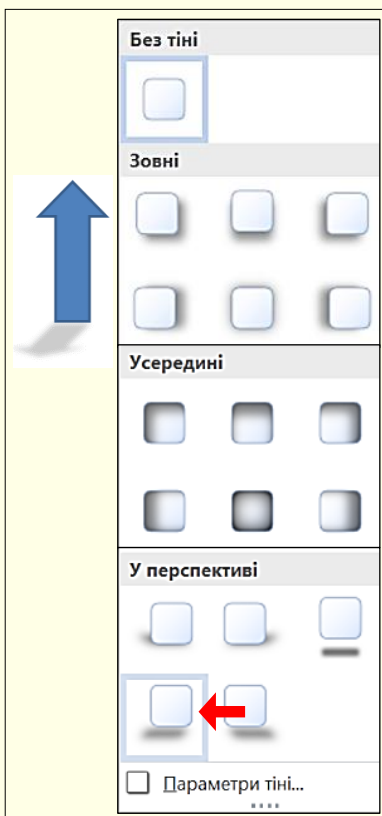 Без тіні
Зовні
Усередині
У перспективі
Параметри тіні...